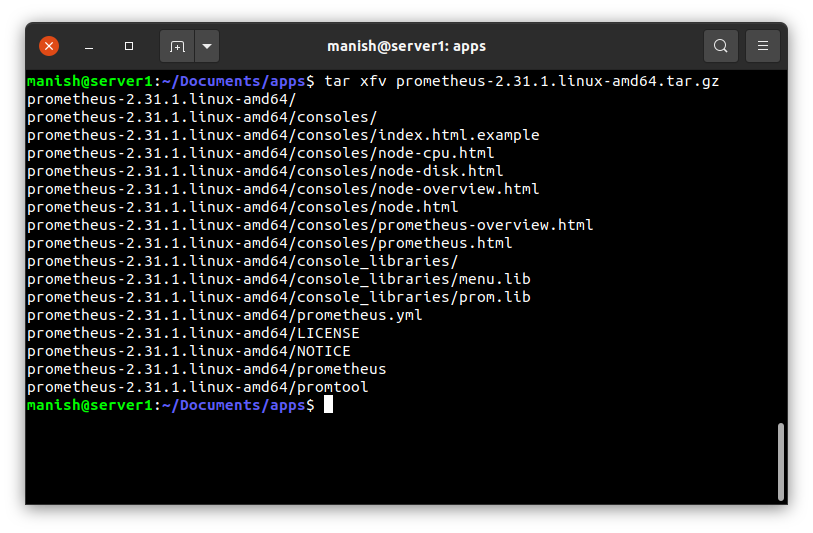 manish@server1: apps
manish@server1:~/Documents/apps$ tar xfv prometheus-2.31.1.linux-amd64.tar.gz
prometheus-2.31.1.linux-amd64/
prometheus-2.31.1.linux-amd64/consoles/
prometheus-2.31.1.linux-amd64/consoles/index.html.example
prometheus-2.31.1.linux-amd64/consoles/node-cpu.html
prometheus-2.31.1.linux-amd64/consoles/node-disk.html
prometheus-2.31.1.linux-amd64/consoles/node-overview.html
prometheus-2.31.1.linux-amd64/consoles/node.html
prometheus-2.31.1.linux-amd64/consoles/prometheus-overview.html
prometheus-2.31.1.linux-amd64/consoles/prometheus.html
prometheus-2.31.1.linux-amd64/console_libraries/
prometheus-2.31.1.linux-amd64/console_libraries/menu.lib
prometheus-2.31.1.linux-amd64/console_libraries/prom.lib
prometheus-2.31.1.linux-amd64/prometheus.yml
prometheus-2.31.1.linux-amd64/LICENSE
prometheus-2.31.1.linux-amd64/NOTICE
prometheus-2.31.1.linux-amd64/prometheus
prometheus-2.31.1.linux-amd64/promtool
manish@server1:~/Documents/apps$